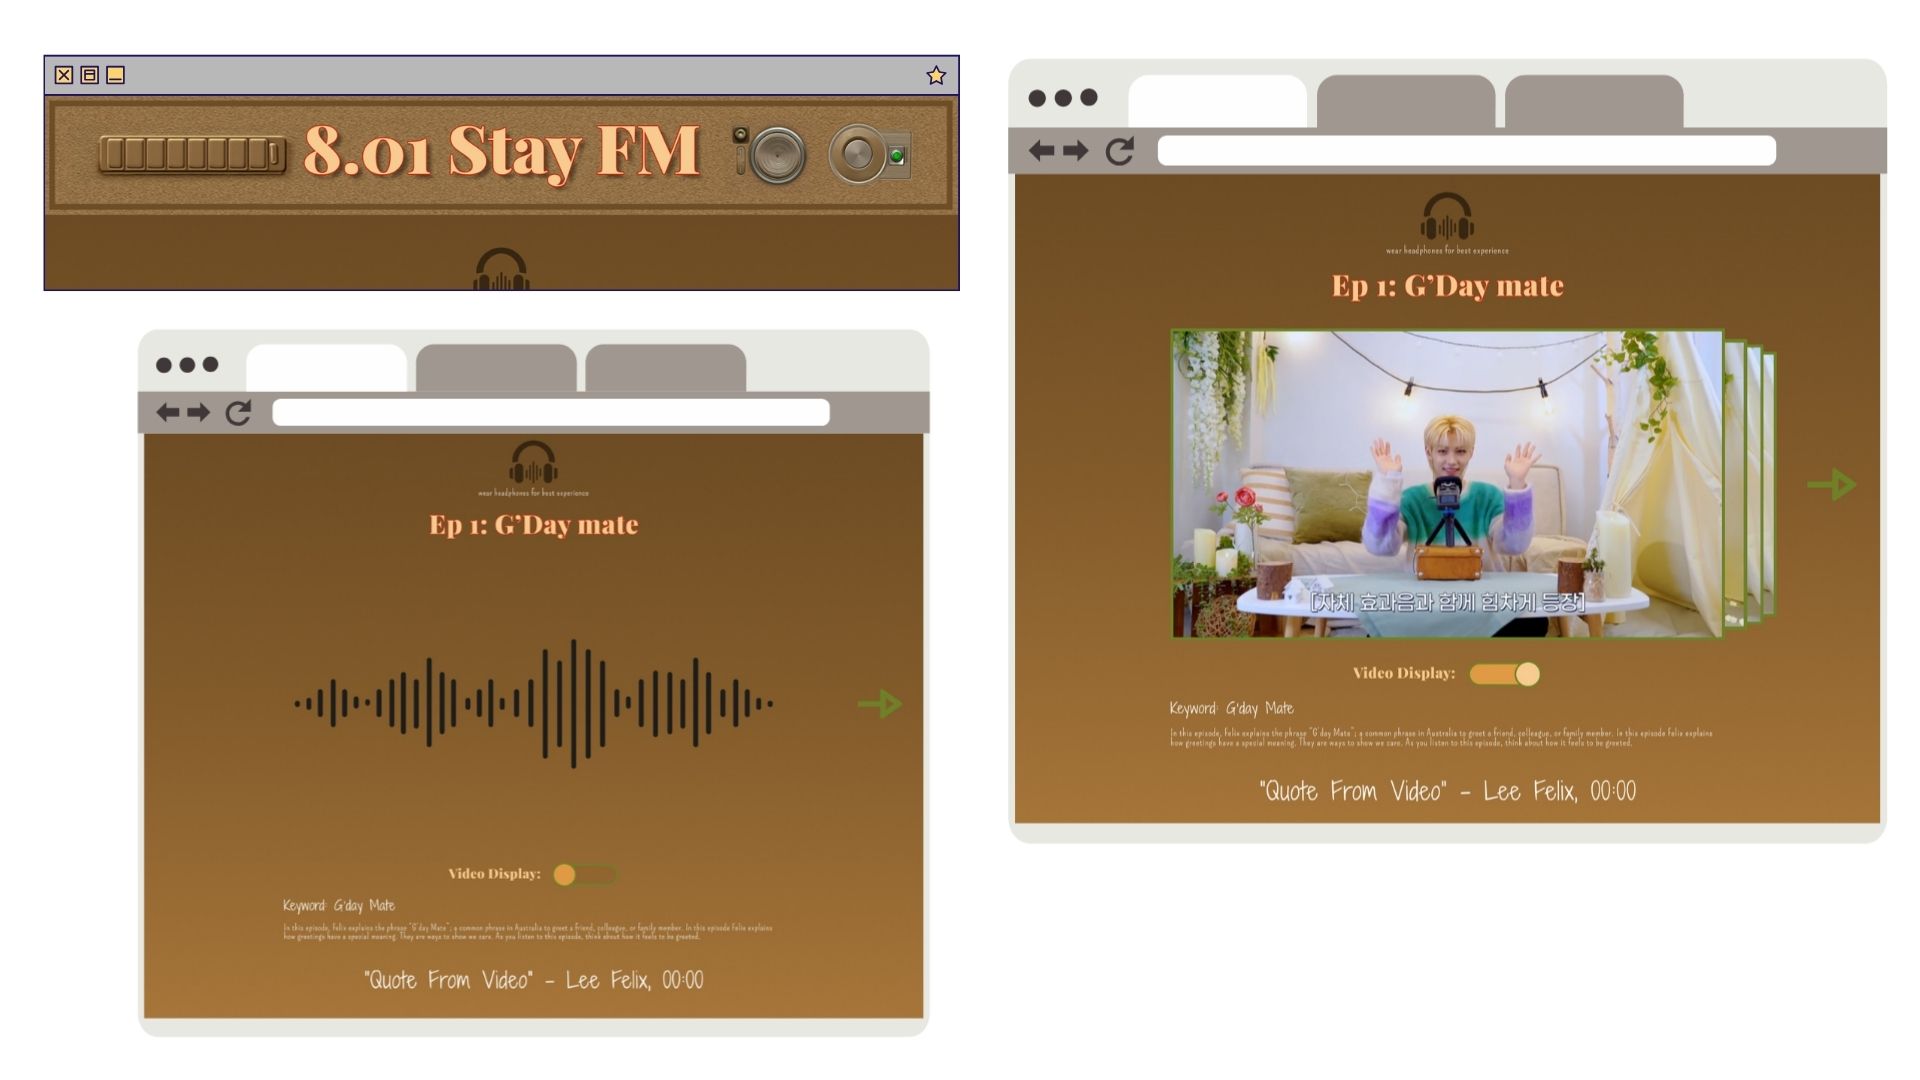 8.01 Stay FM
wear headphones for best experience
Ep 1: G'Day mate
Video Display:
Keyword: G'day Mate
In this episode, Felix explains the phrase "G'day Mate"; a common phrase in Australia to greet a friend, colleague, or family member. In this episode Felix explains
how greetings have a special meaning. They are ways to show we care. As you listen to this episode, think about how it feels to be greeted.
"Quote From Video" - Lee Felix, 00:00
wear headphones for best experience
Ep 1: G'Day mate
[자체 효과음과 함께 힘차게 등장]
Video Display:
Keyword: G'day Mate
In this episode, Felix explains the phrase "G'day Mate"; a common phrase in Australia to greet a friend, colleague, or family member. In this episode Felix explains
how greetings have a special meaning. They are ways to show we care. As you listen to this episode, think about how it feels to be greeted.
"Quote From Video" - Lee Felix, 00:00